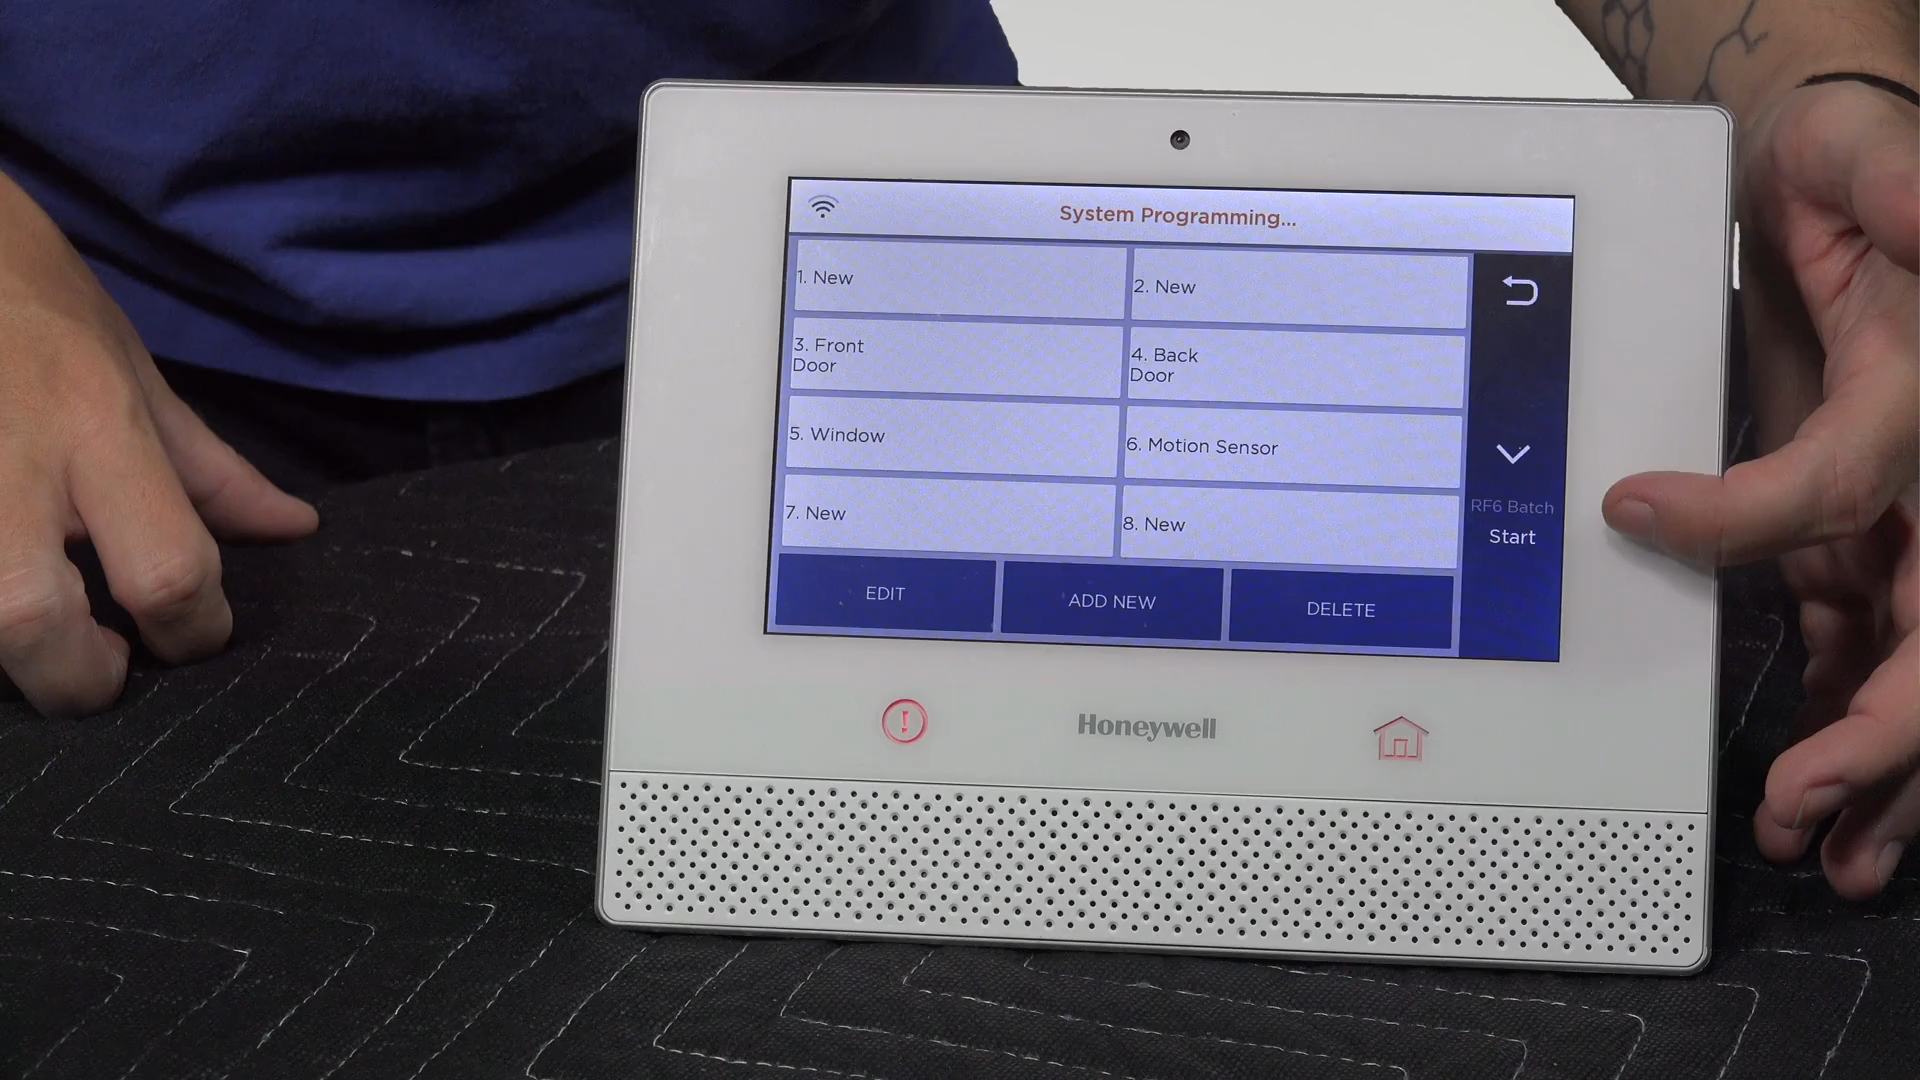 System Programming...
1. New
2. New
3. Front
Door
4. Back
Door
5. Window
6. Motion Sensor
7. New
8. New
RF6 Batch
Start
EDIT
ADD NEW
DELETE
Honeywell